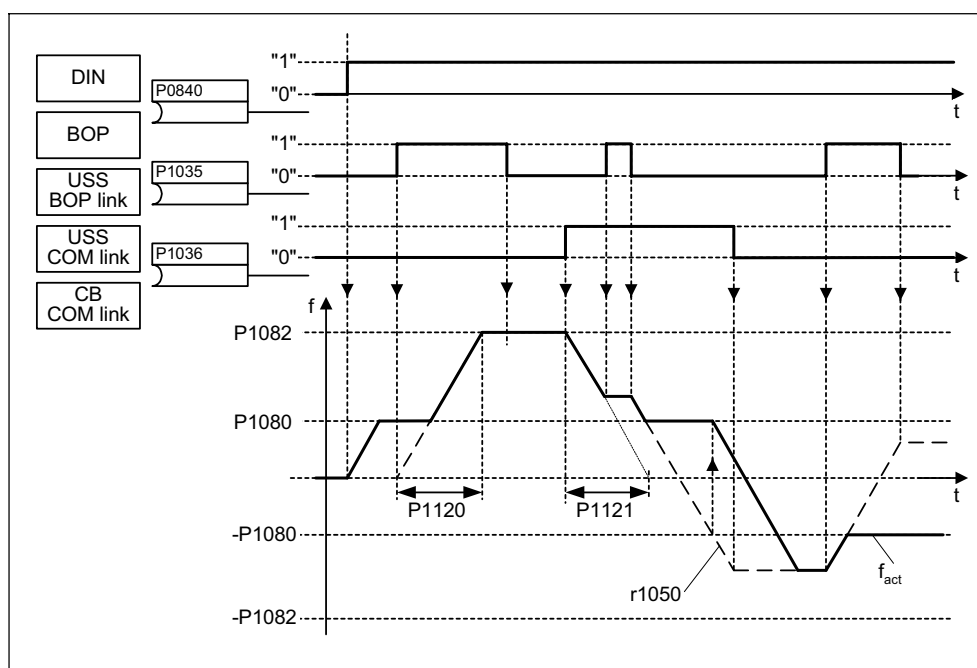 DIN
BOP
USS
BOP link
USS
COM link
CB
COM link
P0840
P1035
P1036
"1"
"0"
t
"1"
"0"
t
"1"
"0"
t
f
P1082
P1080
t
-P1080
-P1082
P1120
P1121
r1050
fact